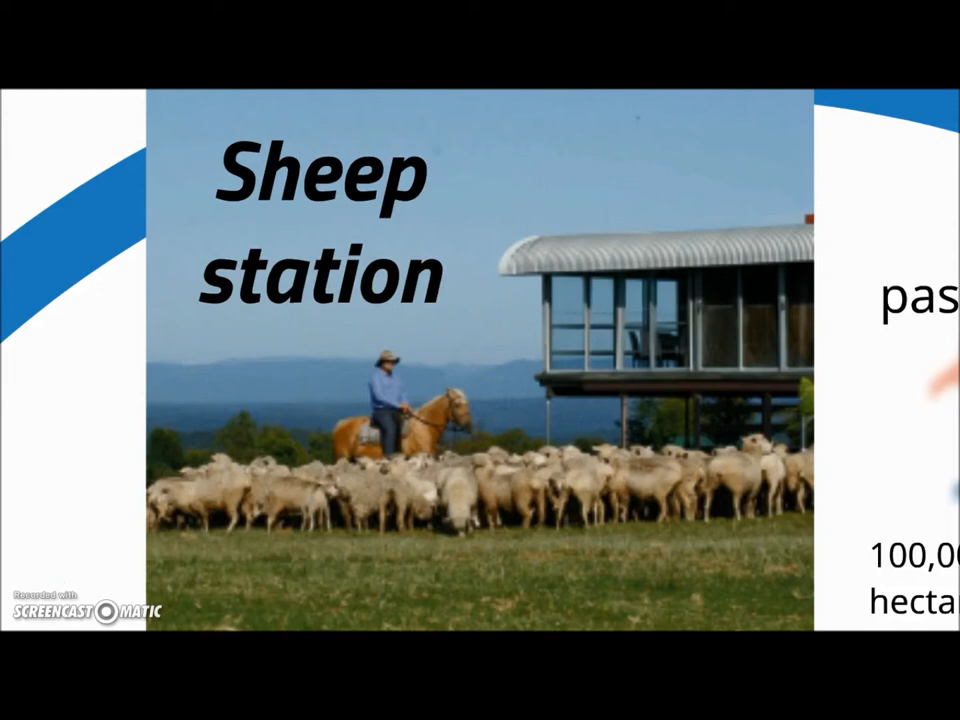 Sheep
station
pas
100,00
hecta
Recorded with
SCREENCAST MATIC